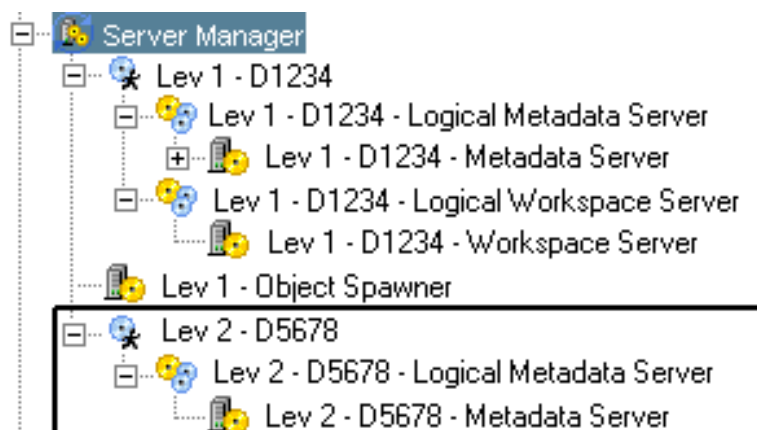 Server Manager
Lev 1 - D1234
Lev 1 - D1234 - Logical Metadata Server
Lev 1 - D1234 - Metadata Server
Lev 1 - D1234 - Logical Workspace Server
Lev 1 - D1234 - Workspace Server
Lev 1 - Object Spawner
Lev 2 - D5678
Lev 2 - D5678 - Logical Metadata Server
Lev 2 - D5678 - Metadata Server